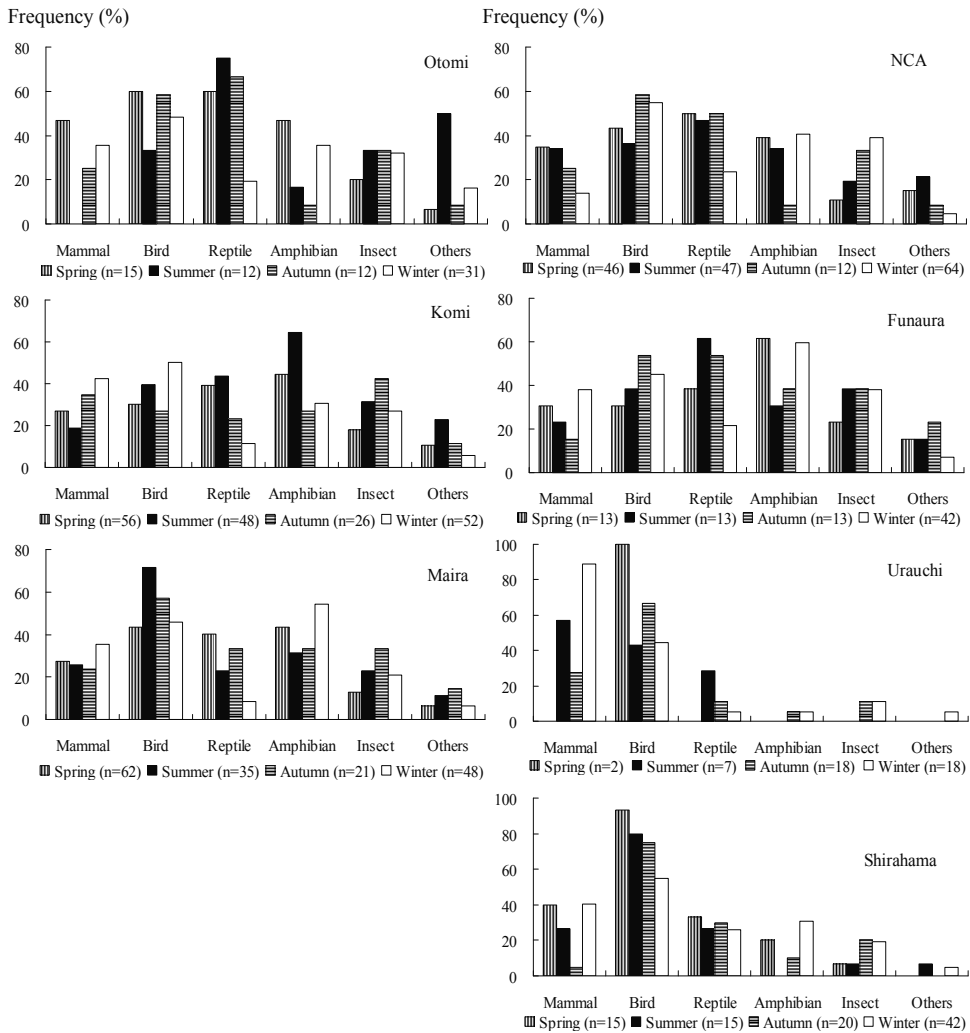 Frequency (%)
Frequency (%)
Otomi
80
60
40
20
0
Mammal Bird Reptile Amphibian Insect Others
Spring (n=15) Summer (n=12) Autumn (n=12) Winter (n=31)
NCA
80
60
40
20
0
Mammal Bird Reptile Amphibian Insect Others
Spring (n=46) Summer (n=47) Autumn (n=12) Winter (n=64)
Komi
80
60
40
20
0
Mammal Bird Reptile Amphibian Insect Others
Spring (n=56) Summer (n=48) Autumn (n=26) Winter (n=52)
Funaura
80
60
40
20
0
Mammal Bird Reptile Amphibian Insect Others
Spring (n=13) Summer (n=13) Autumn (n=13) Winter (n=42)
Maira
80
60
40
20
0
Mammal Bird Reptile Amphibian Insect Others
Spring (n=62) Summer (n=35) Autumn (n=21) Winter (n=48)
Urauchi
100
80
60
40
20
0
Mammal Bird Reptile Amphibian Insect Others
Spring (n=2) Summer (n=7) Autumn (n=18) Winter (n=18)
Shirahama
100
80
60
40
20
0
Mammal Bird Reptile Amphibian Insect Others
Spring (n=15) Summer (n=15) Autumn (n=20) Winter (n=42)